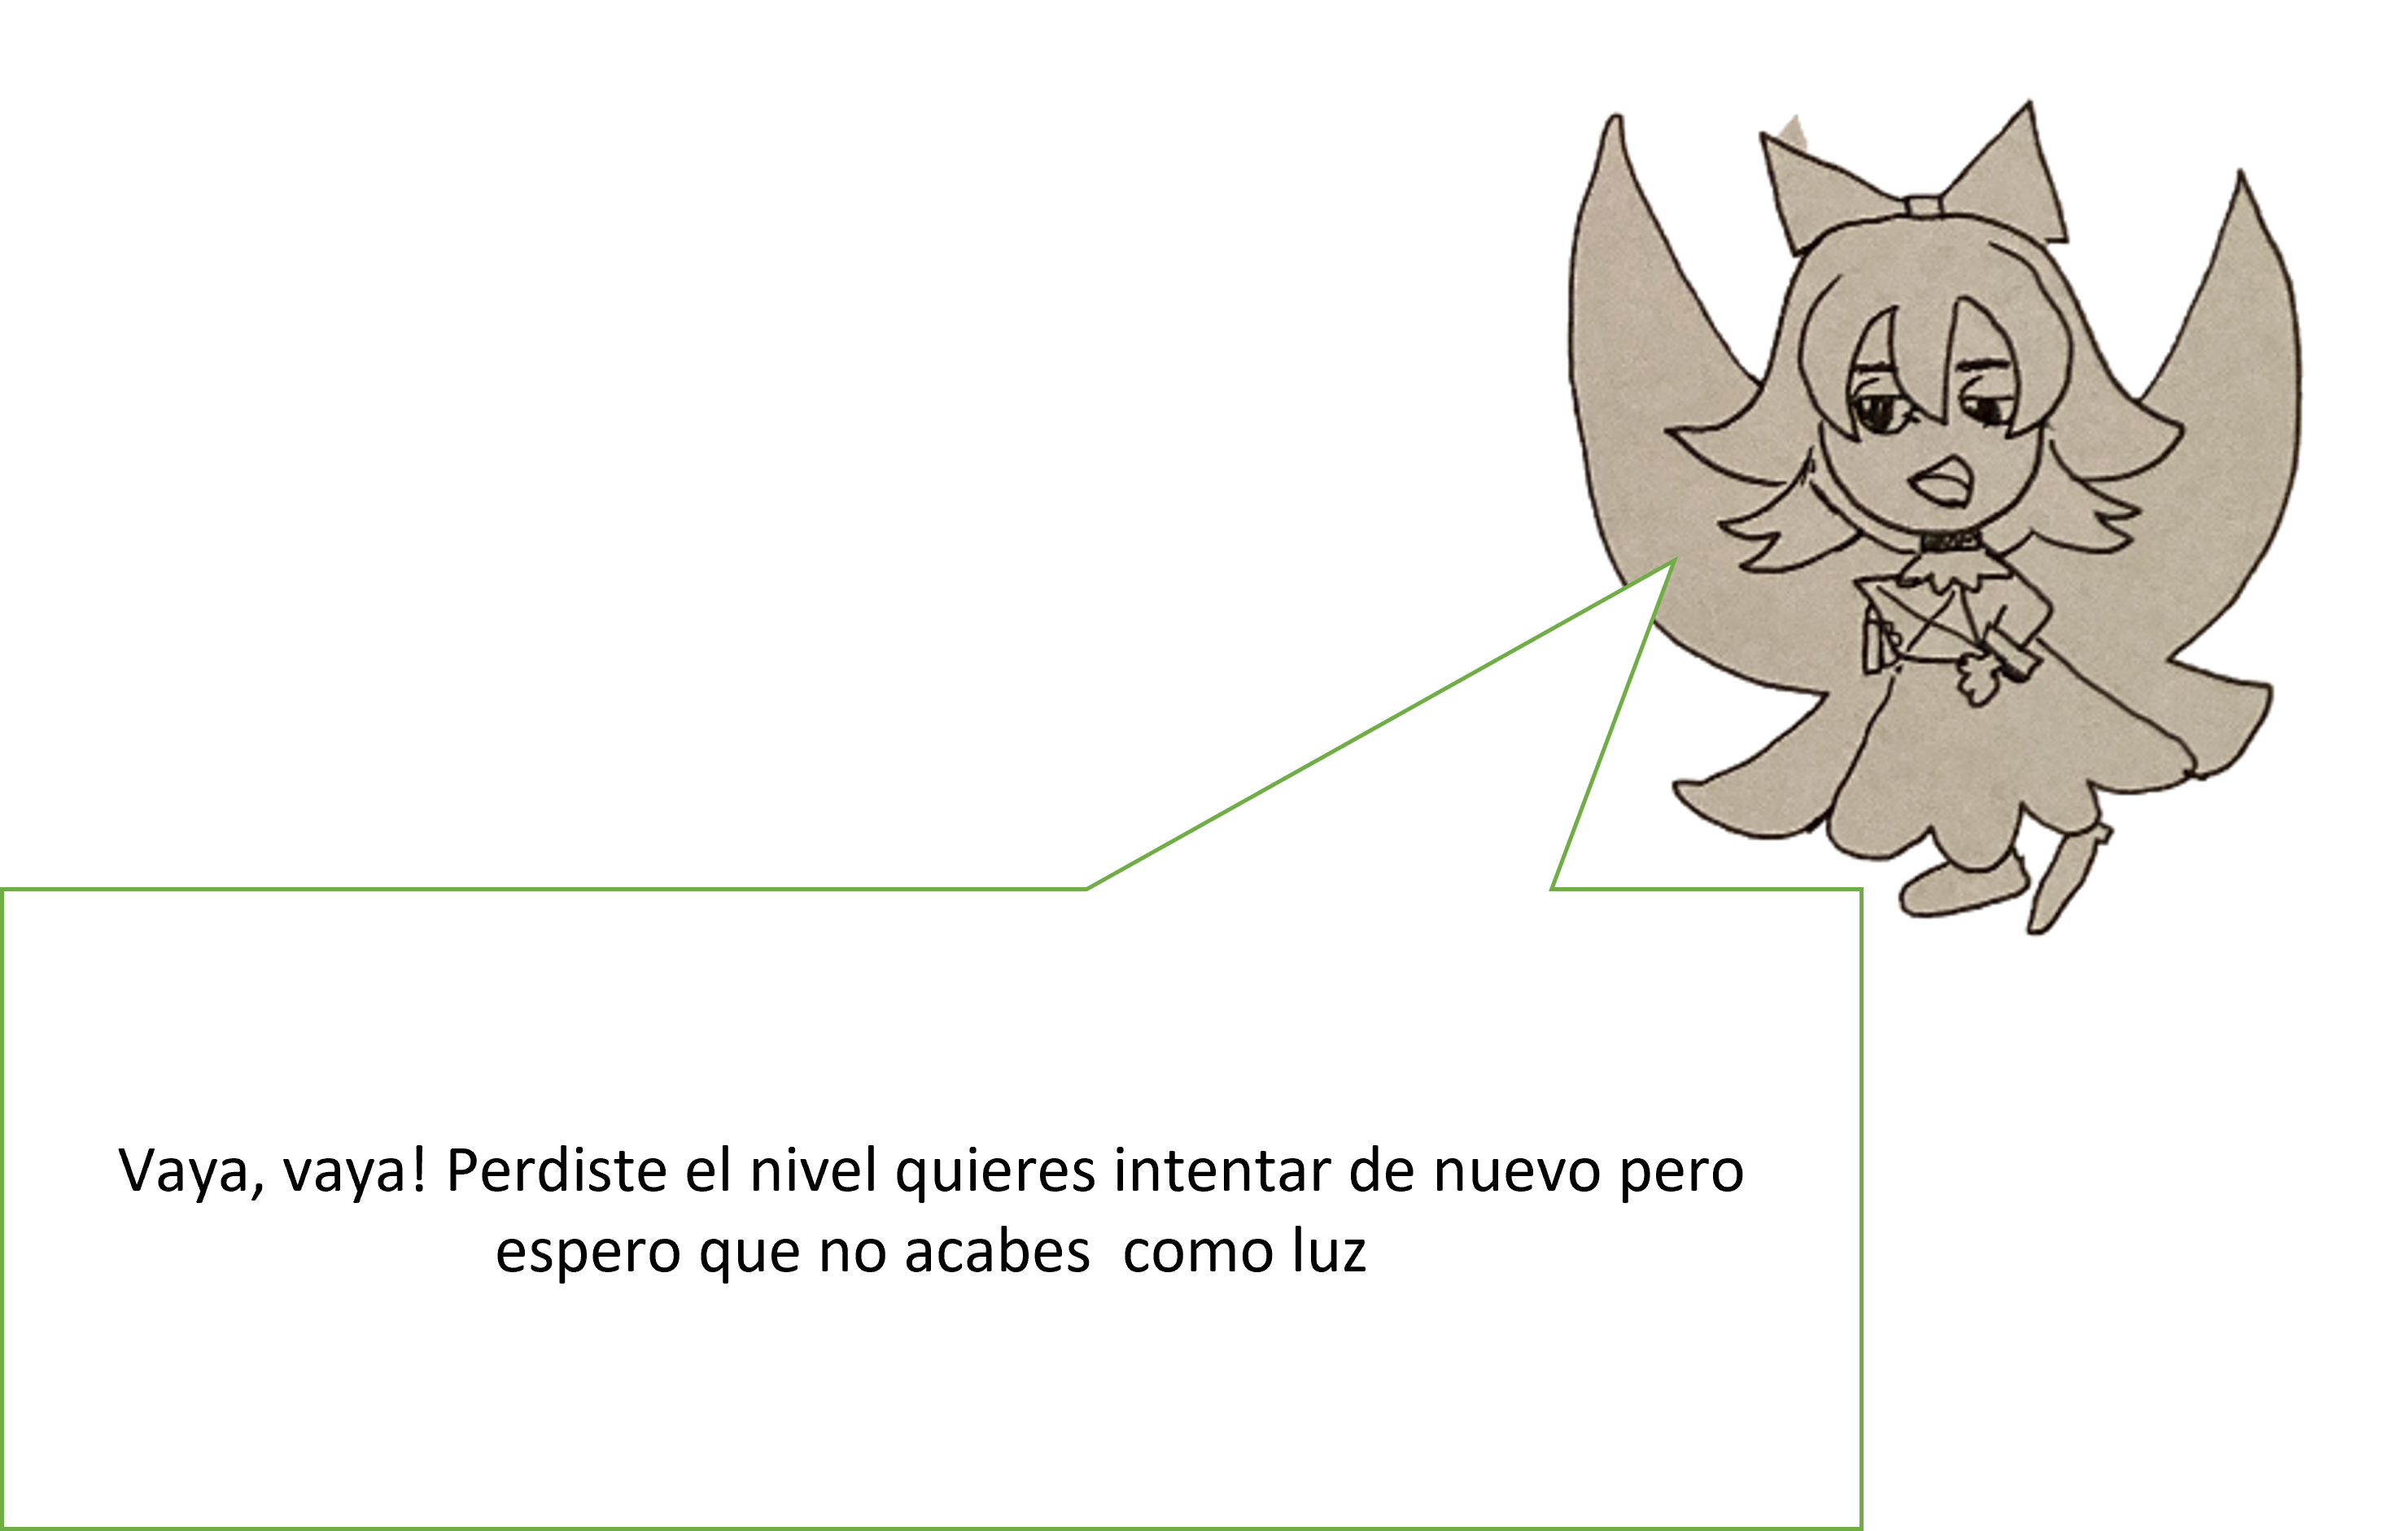 Vaya, vaya! Perdiste el nivel quieres intentar de nuevo pero
espero que no acabes  como luz